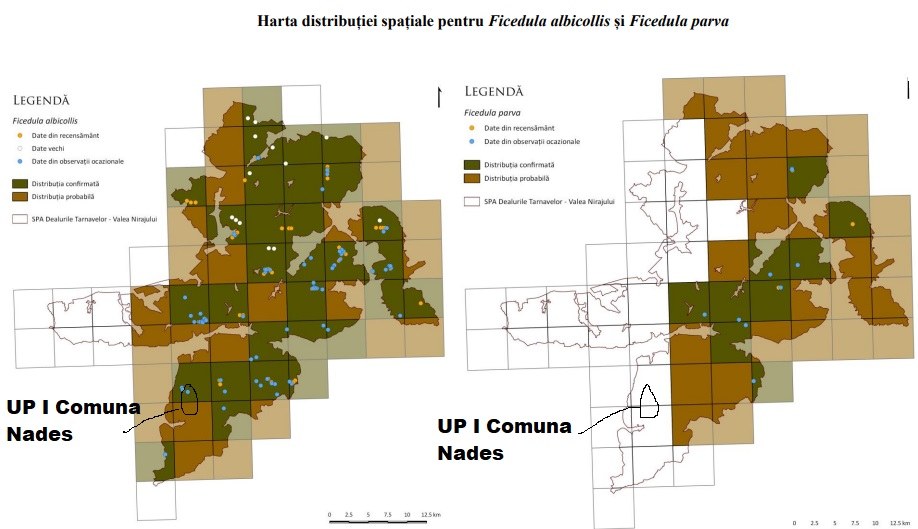 Harta distribuției spațiale pentru Ficedula albicollis și Ficedula parva
LEGENDĂ
Ficedula albicollis
Date din recensământ
Date vechi
Date din observații ocazionale
Distribuția confirmată
Distribuția probabilă
SPA Dealurile Tarnavelor - Valea Nirajului
UP I Comuna
Nades
0 2.5 5 7.5 10 12.5 km
LEGENDĂ
Ficedula parva
Date din recensământ
Date din observații ocazionale
Distribuția confirmată
Distribuția probabilă
SPA Dealurile Tarnavelor - Valea Nirajului
UP I Comuna
Nades
0 2.5 5 7.5 10 12.5 km